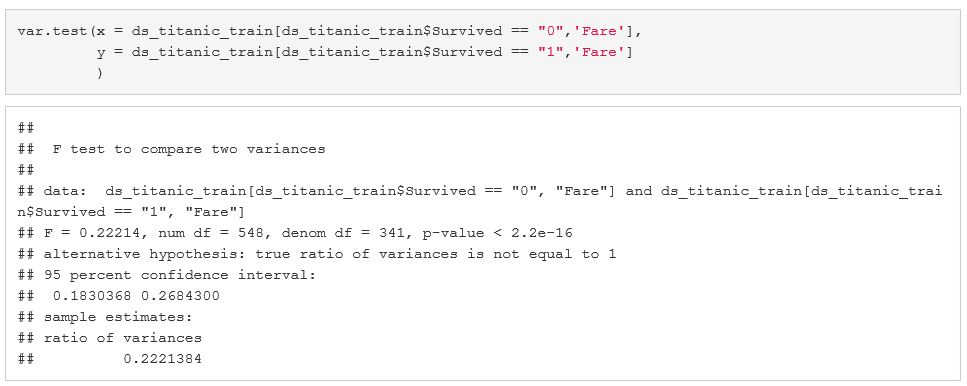 var.test(x = ds_titanic_train[ds_titanic_train$Survived == "0",'Fare'],
         y = ds_titanic_train[ds_titanic_train$Survived == "1",'Fare']
         )
##
##  F test to compare two variances
##
## data:  ds_titanic_train[ds_titanic_train$Survived == "0", "Fare"] and ds_titanic_train[ds_titanic_trai
n$Survived == "1", "Fare"]
## F = 0.22214, num df = 548, denom df = 341, p-value < 2.2e-16
## alternative hypothesis: true ratio of variances is not equal to 1
## 95 percent confidence interval:
##  0.1830368 0.2684300
## sample estimates:
## ratio of variances
##          0.2221384